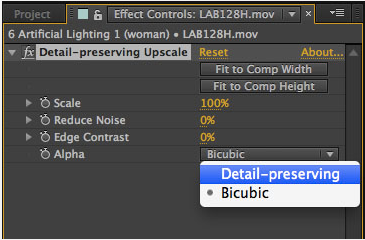 Project Effect Controls: LAB128H.mov
6 Artificial Lighting 1 (woman) • LAB128H.mov
fx Detail-preserving Upscale Reset About...
Fit to Comp Width
Fit to Comp Height
Scale 100%
Reduce Noise 0%
Edge Contrast 0%
Alpha Bicubic
Detail-preserving
Bicubic